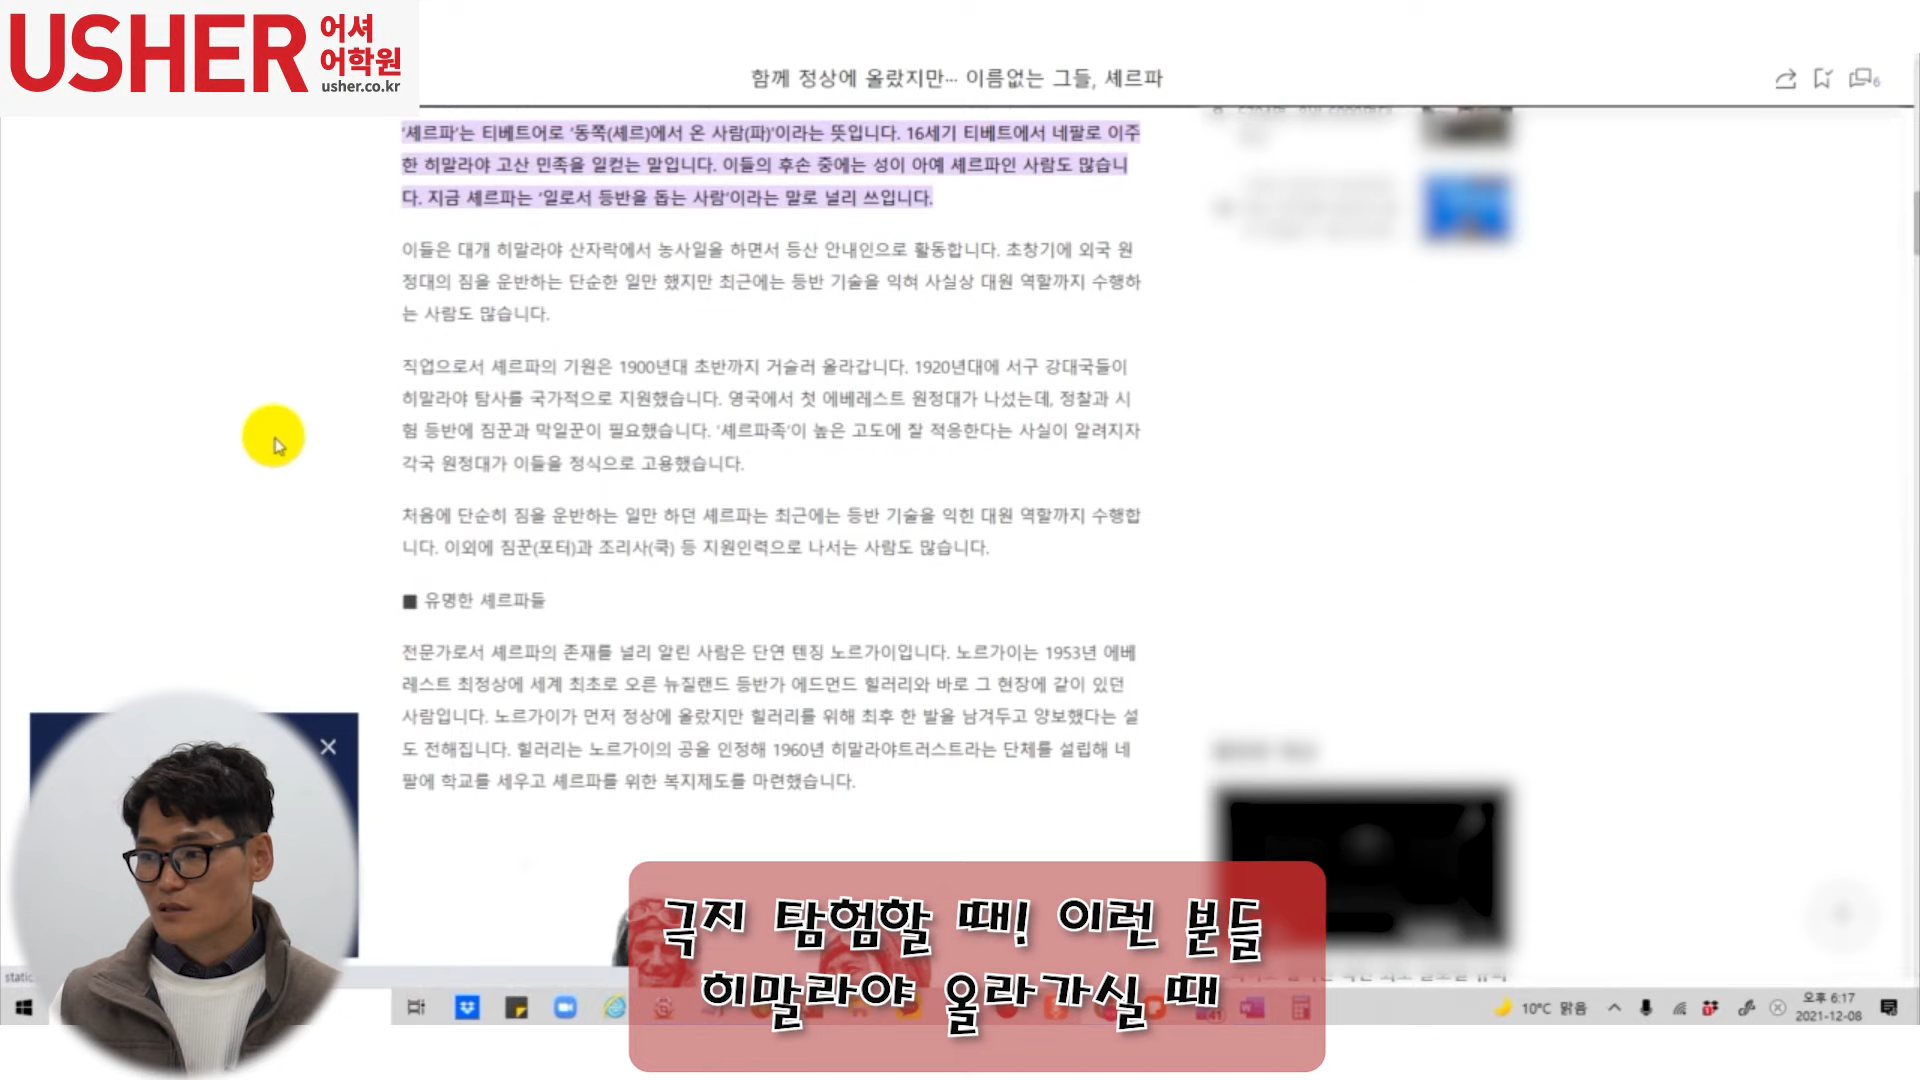 USHER 어셔
어학원
usher.co.kr
함께 정상에 올랐지만… 이름없는 그들, 셰르파
6
‘셰르파’는 티베트어로 ‘동쪽(셰르)에서 온 사람(파)’이라는 뜻입니다. 16세기 티베트에서 네팔로 이주
한 히말라야 고산 민족을 일컫는 말입니다. 이들의 후손 중에는 성이 아예 셰르파인 사람도 많습니
다. 지금 셰르파는 ‘일로서 등반을 돕는 사람’이라는 말로 널리 쓰입니다.
이들은 대개 히말라야 산자락에서 농사일을 하면서 등산 안내인으로 활동합니다. 초창기에 외국 원
정대의 짐을 운반하는 단순한 일만 했지만 최근에는 등반 기술을 익혀 사실상 대원 역할까지 수행하
는 사람도 많습니다.
직업으로서 셰르파의 기원은 1900년대 초반까지 거슬러 올라갑니다. 1920년대에 서구 강대국들이
히말라야 탐사를 국가적으로 지원했습니다. 영국에서 첫 에베레스트 원정대가 나섰는데, 정찰과 시
험 등반에 짐꾼과 막일꾼이 필요했습니다. ‘셰르파족’이 높은 고도에 잘 적응한다는 사실이 알려지자
각국 원정대가 이들을 정식으로 고용했습니다.
처음에 단순히 짐을 운반하는 일만 하던 셰르파는 최근에는 등반 기술을 익힌 대원 역할까지 수행합
니다. 이외에 짐꾼(포터)과 조리사(쿡) 등 지원인력으로 나서는 사람도 많습니다.
■ 유명한 셰르파들
전문가로서 셰르파의 존재를 널리 알린 사람은 단연 텐징 노르가이입니다. 노르가이는 1953년 에베
레스트 최정상에 세계 최초로 오른 뉴질랜드 등반가 에드먼드 힐러리와 바로 그 현장에 같이 있던
사람입니다. 노르가이가 먼저 정상에 올랐지만 힐러리를 위해 최후 한 발을 남겨두고 양보했다는 설
도 전해집니다. 힐러리는 노르가이의 공을 인정해 1960년 히말라야트러스트라는 단체를 설립해 네
팔에 학교를 세우고 셰르파를 위한 복지제도를 마련했습니다.
극지 탐험할 때! 이런 분들
히말라야 올라가실 때
static
41
10°C 맑음
오후 6:17
2021-12-08